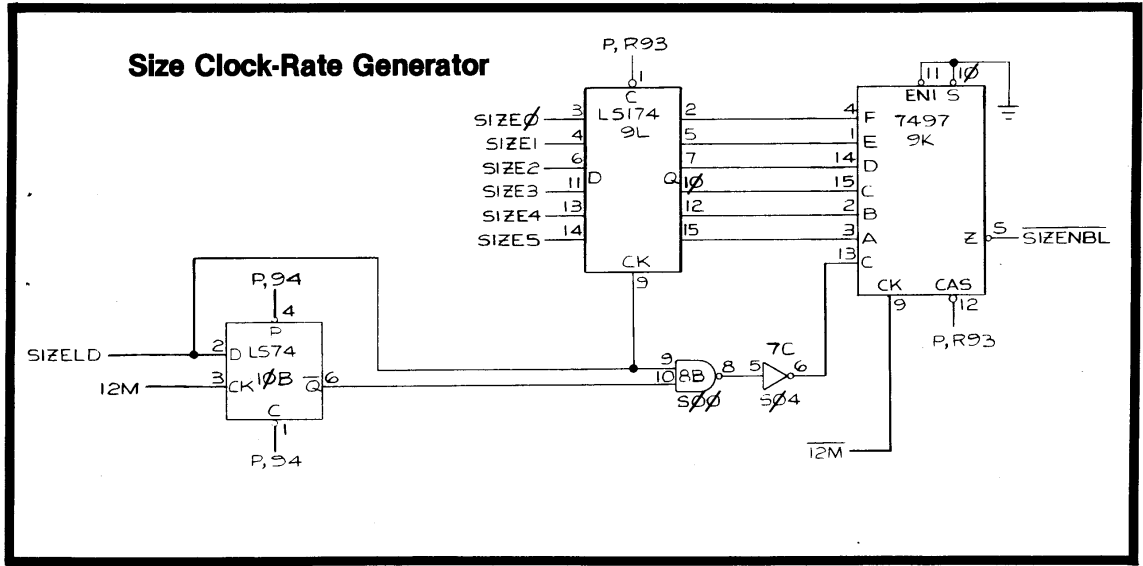 Size Clock-Rate Generator
P, R93
1
C
LS174
9L
SIZEØ 3
SIZE1 4
SIZE2 6
SIZE3 11 D
SIZE4 13
SIZE5 14
2
5
7
Q 1Ø
12
15
CK
9
11 1Ø
EN1 S
7497
9K
4 F
1 E
14 D
15 C
2 B
3 A
13 C
Z 5 SIZENBL
CK CAS
9 12
P, R93
P, 94
4
P
SIZELD 2 D LS74
12M 3 CK 1ØB Q 6
C
1
P, 94
9
10 8B 8
SØØ
7C
5 6
SØ4
12M